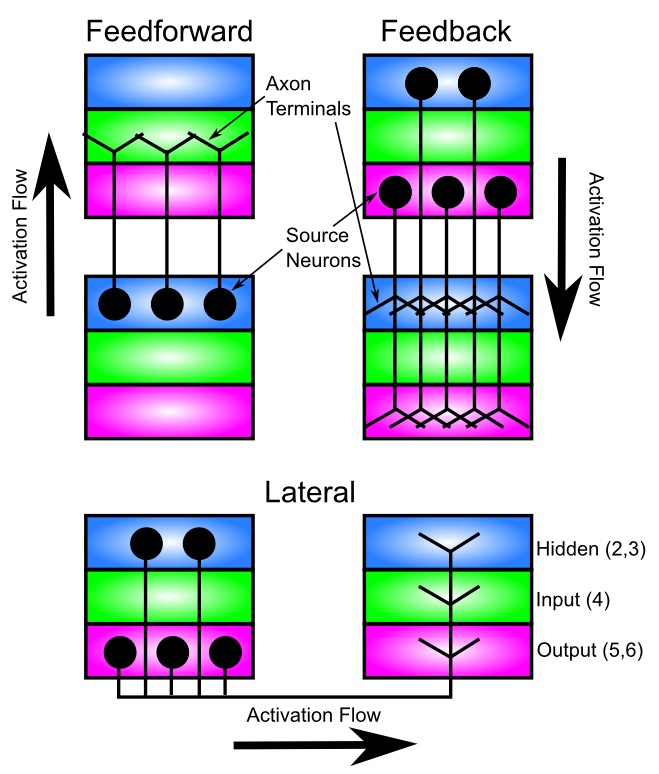 Feedforward
Feedback
Axon
Terminals
Activation Flow
Source
Neurons
Activation Flow
Lateral
Hidden (2,3)
Input (4)
Output (5,6)
Activation Flow